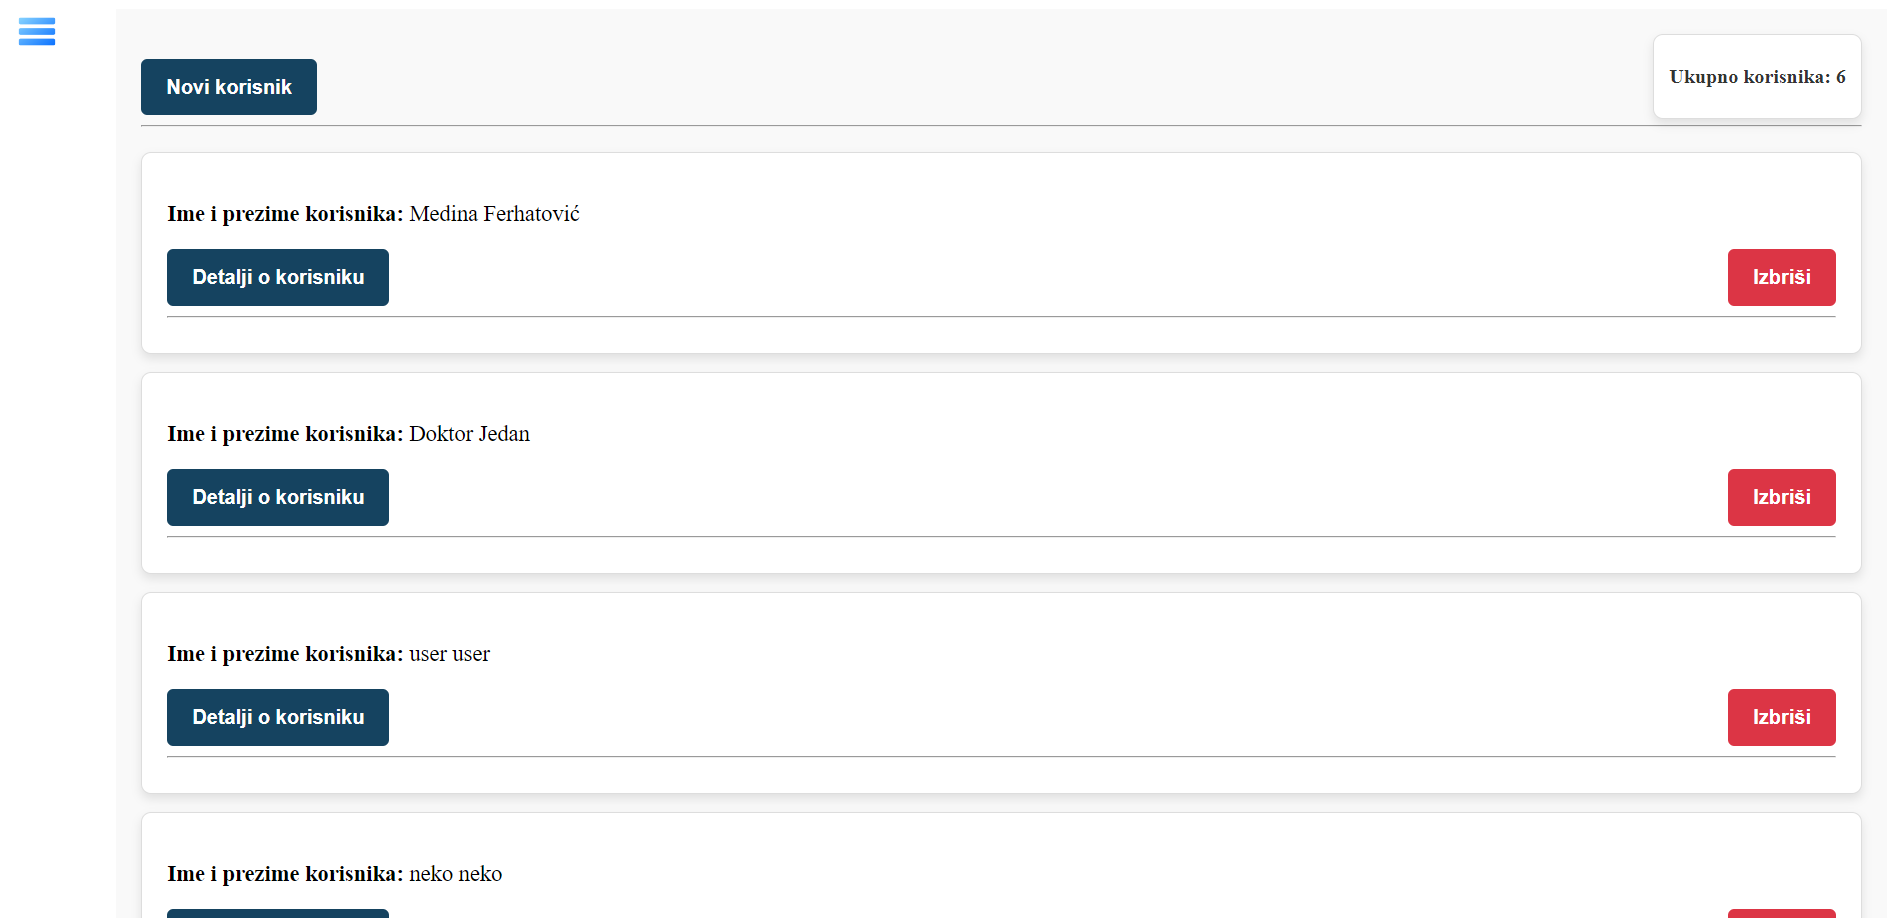 Novi korisnik
Ukupno korisnika: 6
Ime i prezime korisnika: Medina Ferhatović
Detalji o korisniku
Izbriši
Ime i prezime korisnika: Doktor Jedan
Detalji o korisniku
Izbriši
Ime i prezime korisnika: user user
Detalji o korisniku
Izbriši
Ime i prezime korisnika: neko neko